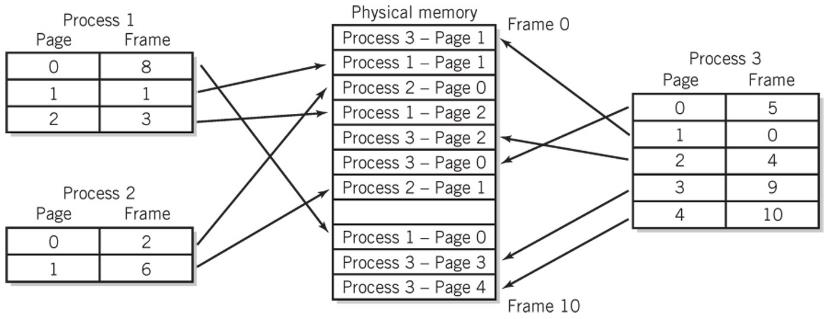 Process 1
Page Frame
0 8
1 1
2 3
Process 2
Page Frame
0 2
1 6
Physical memory
Frame 0
Process 3 – Page 1
Process 1 – Page 1
Process 2 – Page 0
Process 1 – Page 2
Process 3 – Page 2
Process 3 – Page 0
Process 2 – Page 1
Process 1 – Page 0
Process 3 – Page 3
Process 3 – Page 4
Frame 10
Process 3
Page Frame
0 5
1 0
2 4
3 9
4 10